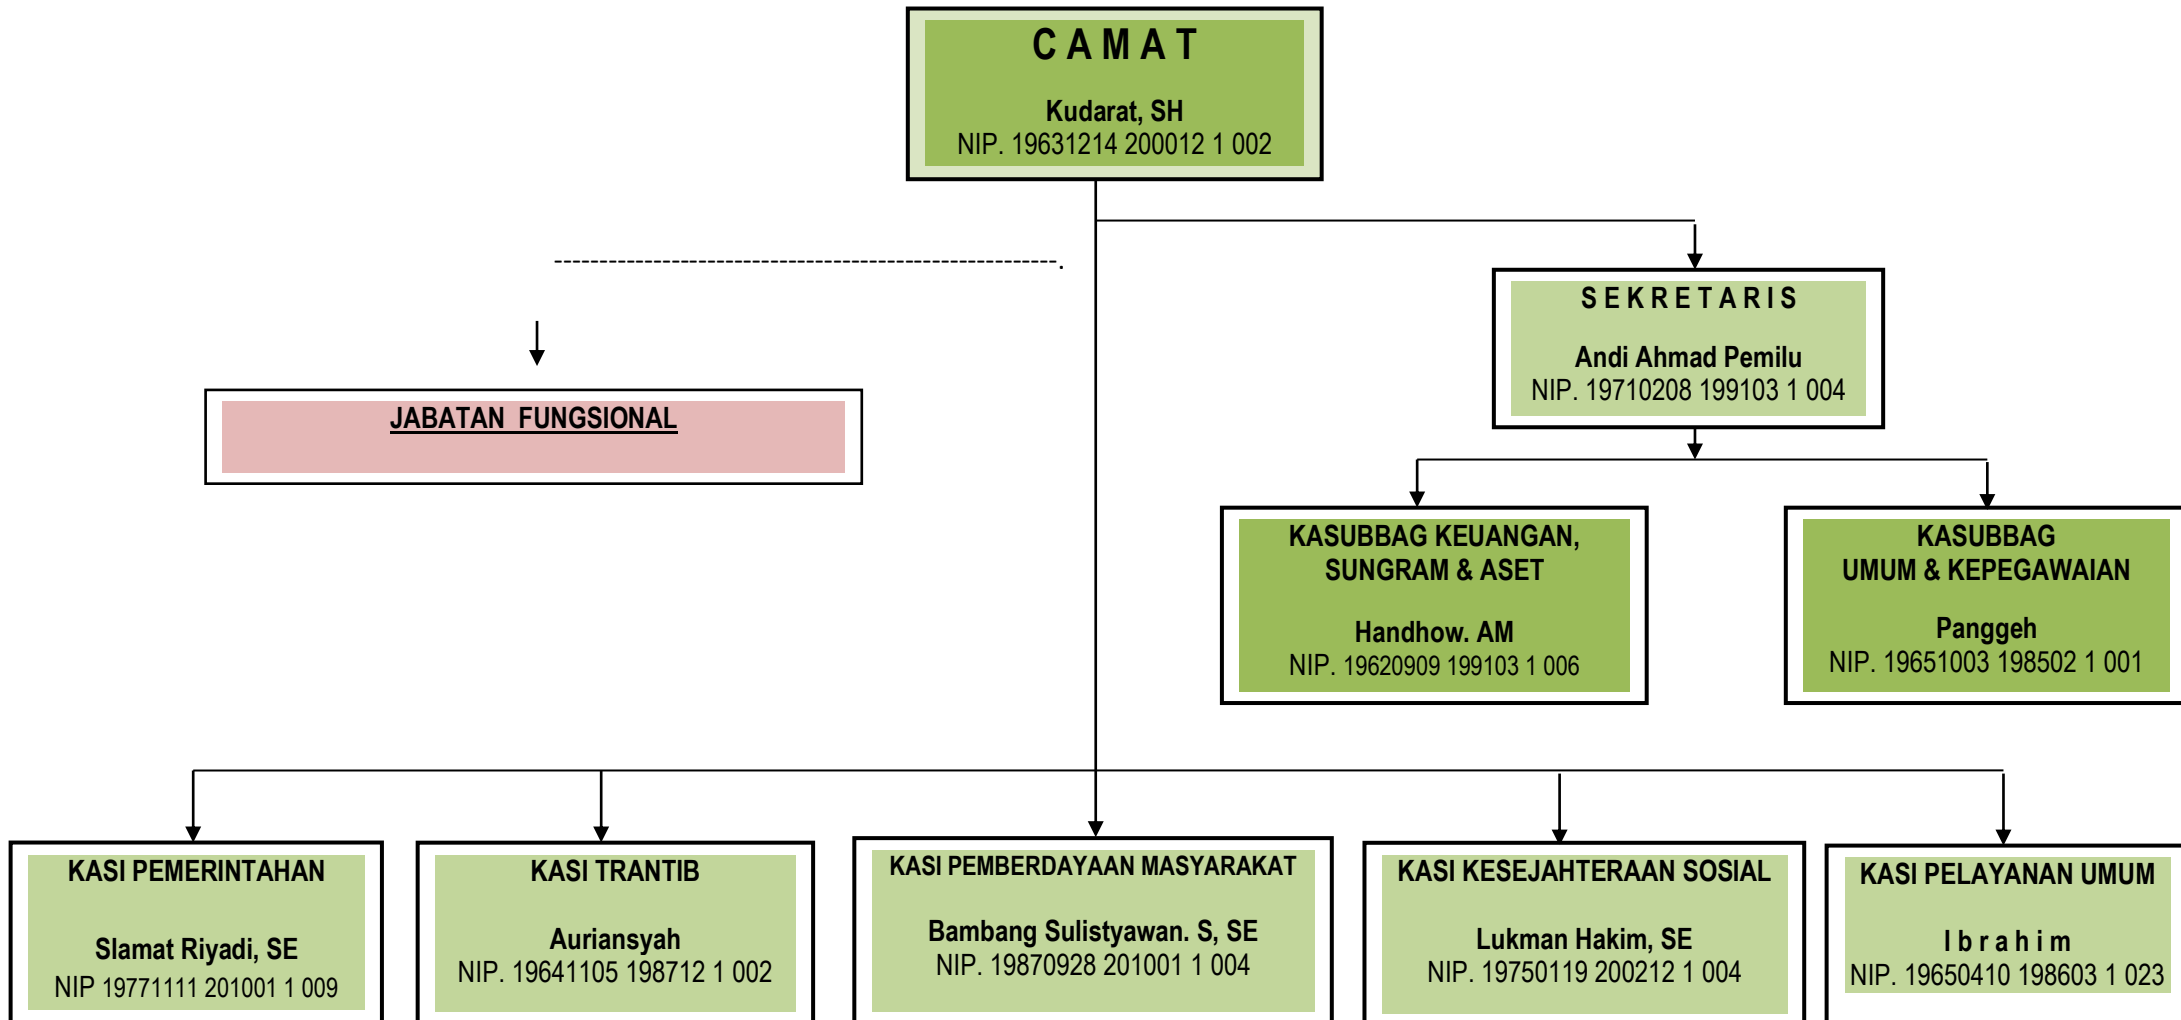 C A M A T
Kudarat, SH
NIP. 19631214 200012 1 002
-----------------------------------------------------------.
S E K R E T A R I S
Andi Ahmad Pemilu
NIP. 19710208 199103 1 004
JABATAN FUNGSIONAL
KASUBBAG KEUANGAN,
SUNGRAM & ASET
Handhow. AM
NIP. 19620909 199103 1 006
KASUBBAG
UMUM & KEPEGAWAIAN
Panggeh
NIP. 19651003 198502 1 001
KASI PEMERINTAHAN
Slamat Riyadi, SE
NIP 19771111 201001 1 009
KASI TRANTIB
Auriansyah
NIP. 19641105 198712 1 002
KASI PEMBERDAYAAN MASYARAKAT
Bambang Sulistyawan. S, SE
NIP. 19870928 201001 1 004
KASI KESEJAHTERAAN SOSIAL
Lukman Hakim, SE
NIP. 19750119 200212 1 004
KASI PELAYANAN UMUM
I b r a h i m
NIP. 19650410 198603 1 023